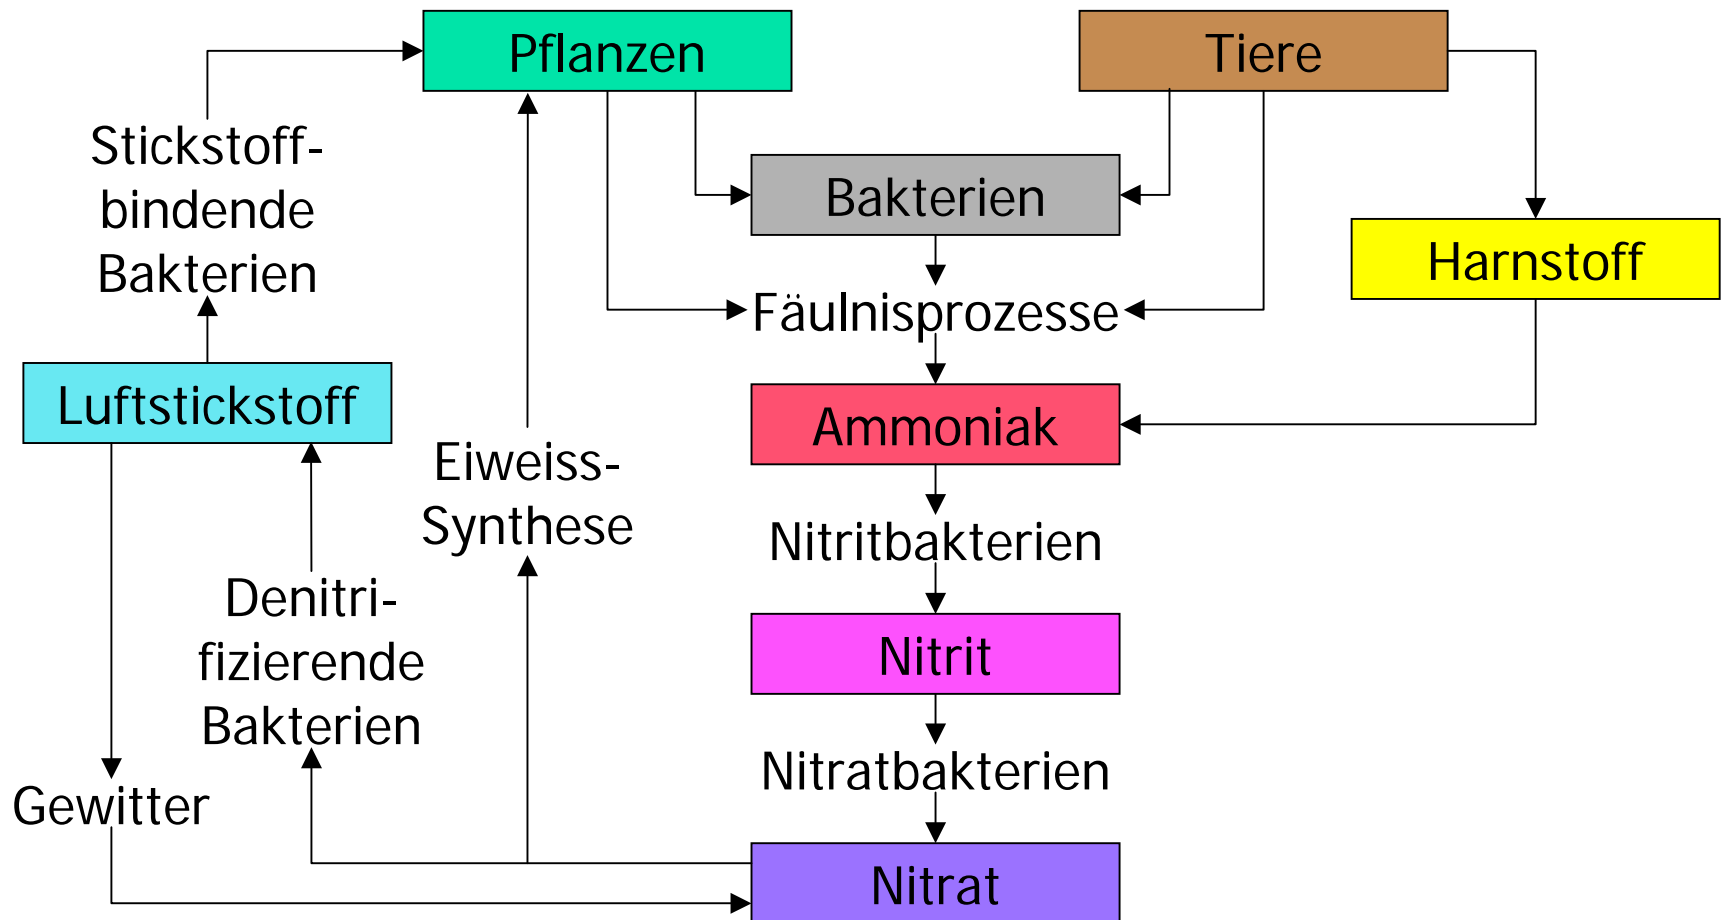 Pflanzen
Tiere
Stickstoff-
bindende
Bakterien
Bakterien
Harnstoff
Fäulnisprozesse
Luftstickstoff
Ammoniak
Eiweiss-
Synthese
Nitritbakterien
Denitri-
fizierende
Bakterien
Nitrit
Nitratbakterien
Gewitter
Nitrat